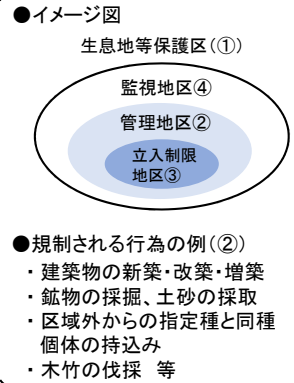 ●イメージ図
生息地等保護区(①)
監視地区④
管理地区②
立入制限
地区③
●規制される行為の例(②)
・建築物の新築・改築・増築
・鉱物の採掘、土砂の採取
・区域外からの指定種と同種
個体の持込み
・木竹の伐採 等